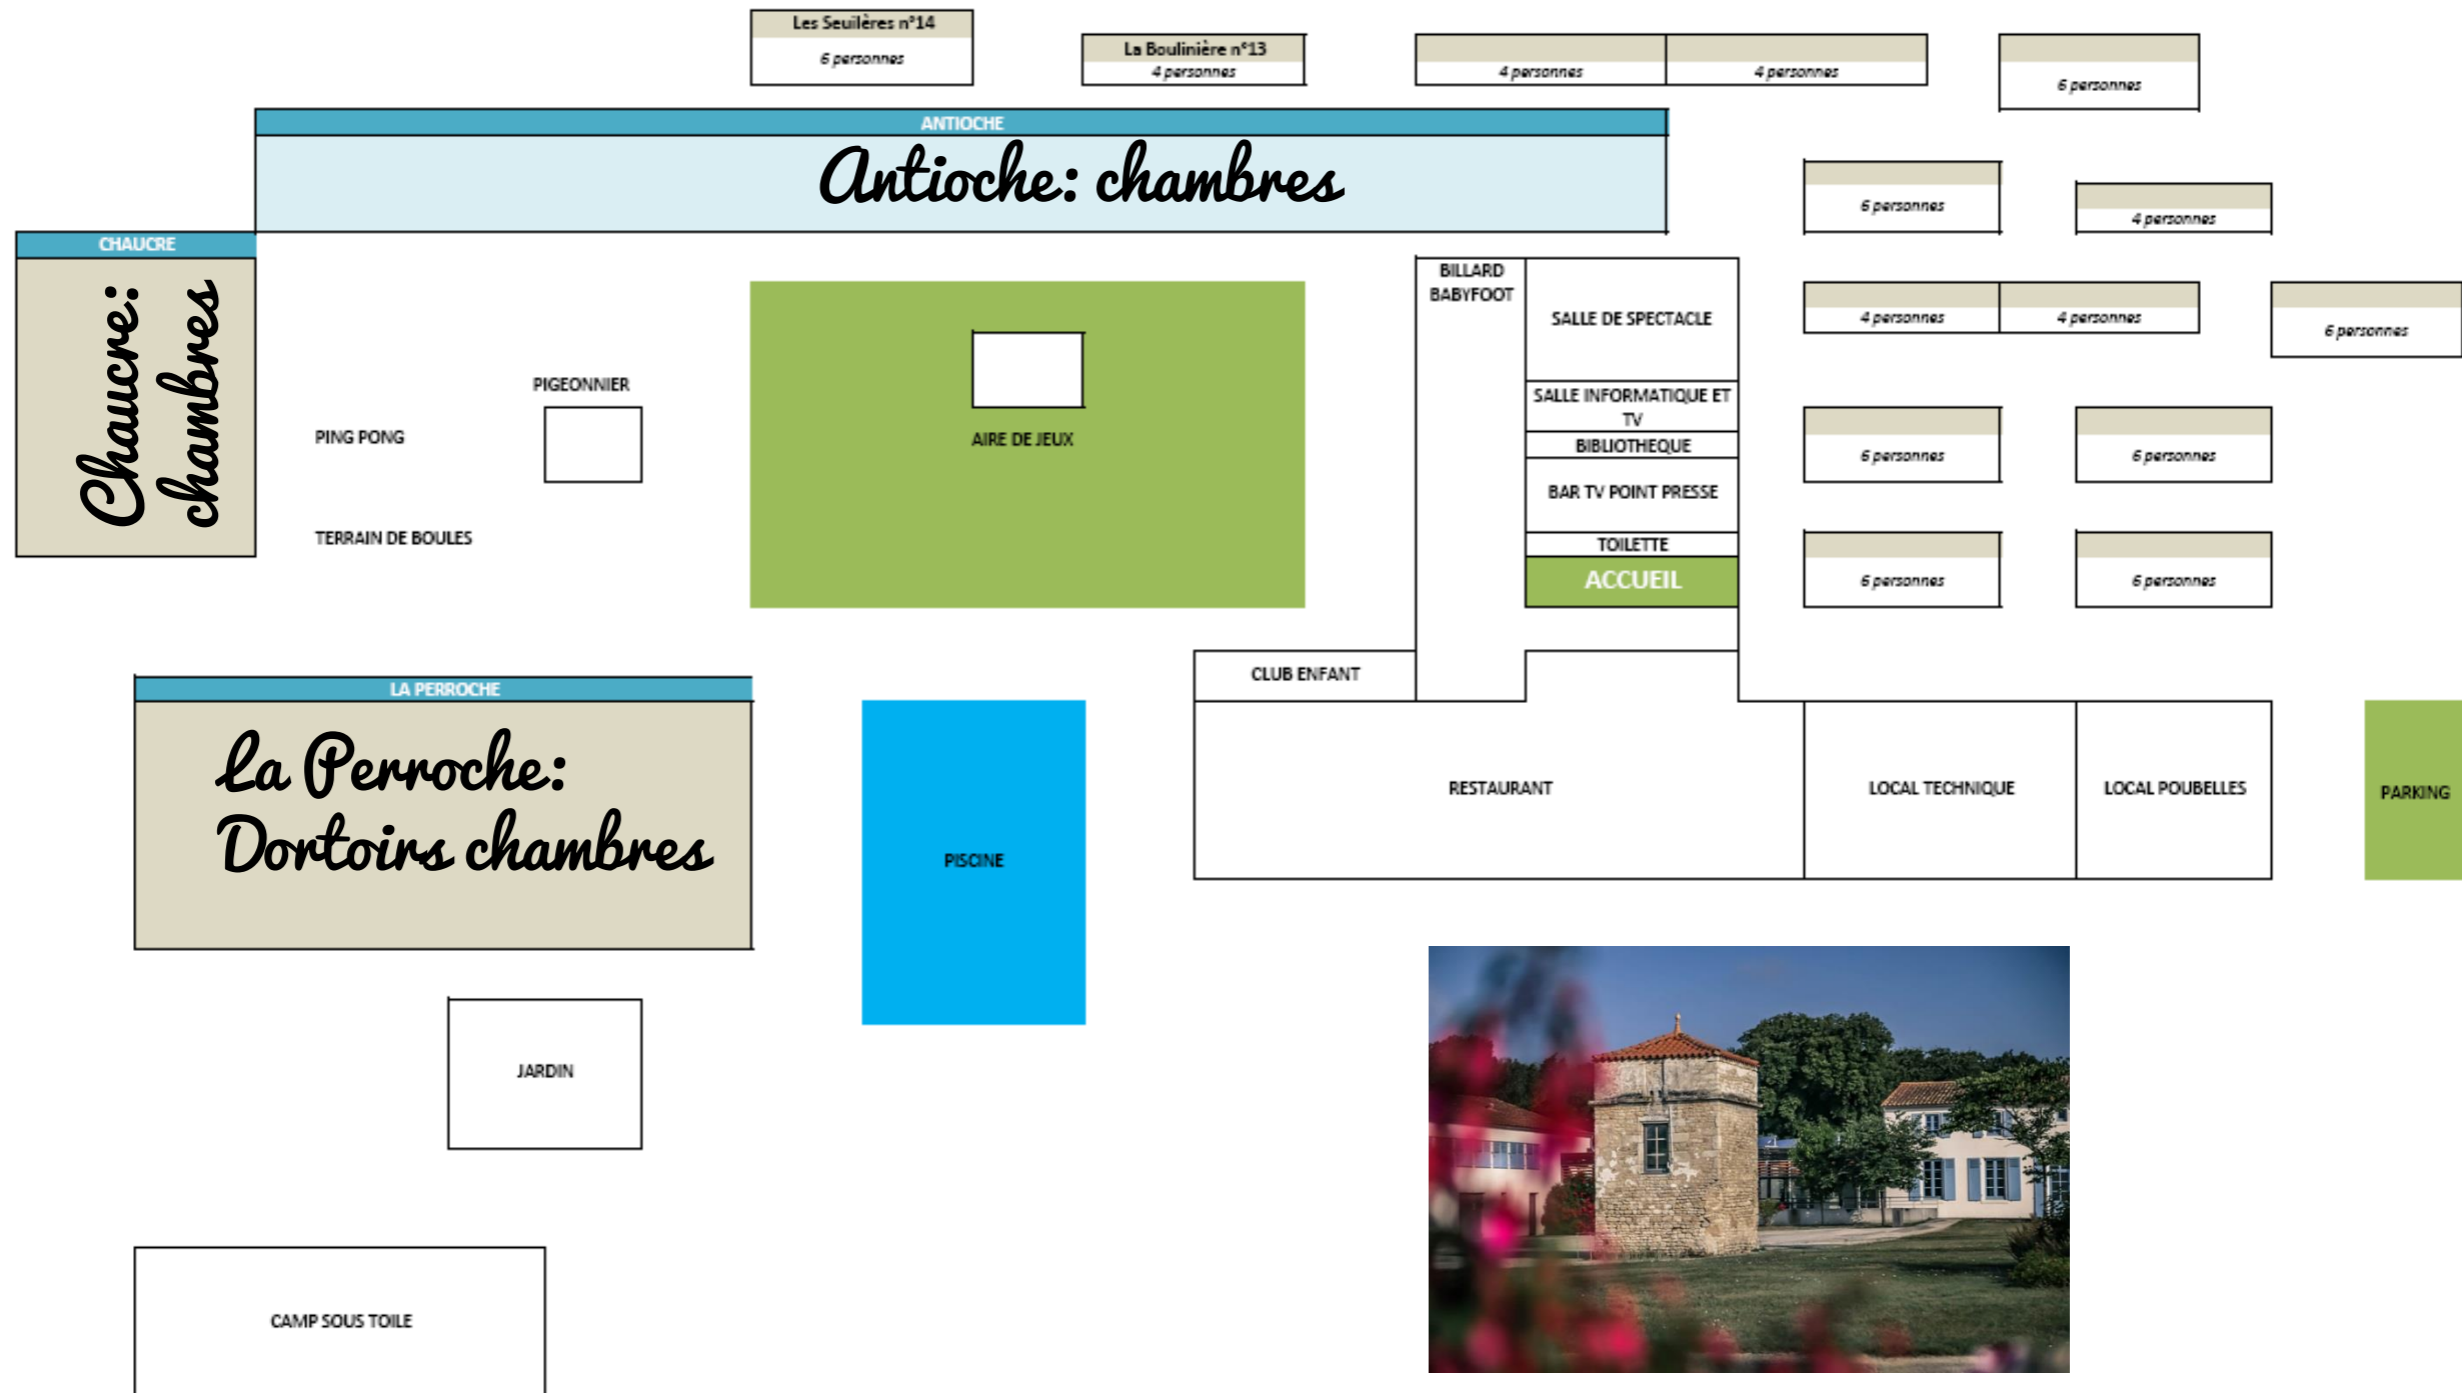 Les Seuilères n°14
6 personnes
La Boulinière n°13
4 personnes
4 personnes
4 personnes
6 personnes
ANTIOCHE
Antioche: chambres
6 personnes
4 personnes
CHAUCRE
Chaucre:
chambres
BILLARD
BABYFOOT
SALLE DE SPECTACLE
4 personnes
4 personnes
6 personnes
PIGEONNIER
SALLE INFORMATIQUE ET
TV
PING PONG
AIRE DE JEUX
BIBLIOTHEQUE
6 personnes
6 personnes
BAR TV POINT PRESSE
TERRAIN DE BOULES
TOILETTE
ACCUEIL
6 personnes
6 personnes
CLUB ENFANT
LA PERROCHE
La Perroche:
Dortoirs chambres
PISCINE
RESTAURANT
LOCAL TECHNIQUE
LOCAL POUBELLES
PARKING
JARDIN
CAMP SOUS TOILE